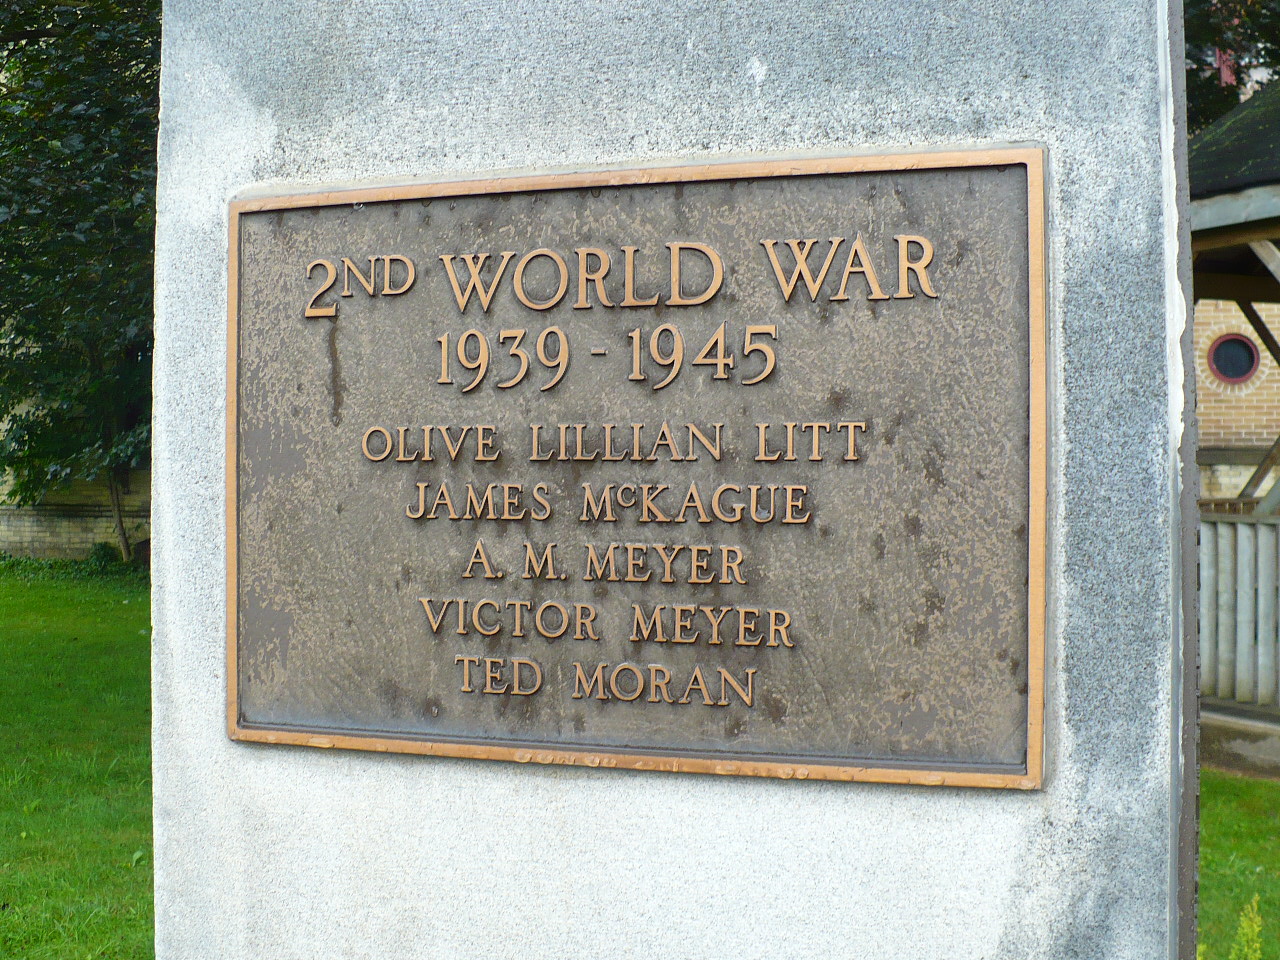 2ND WORLD WAR
1939 - 1945
OLIVE LILLIAN LITT
JAMES McKAGUE
A. M. MEYER
VICTOR MEYER
TED MORAN